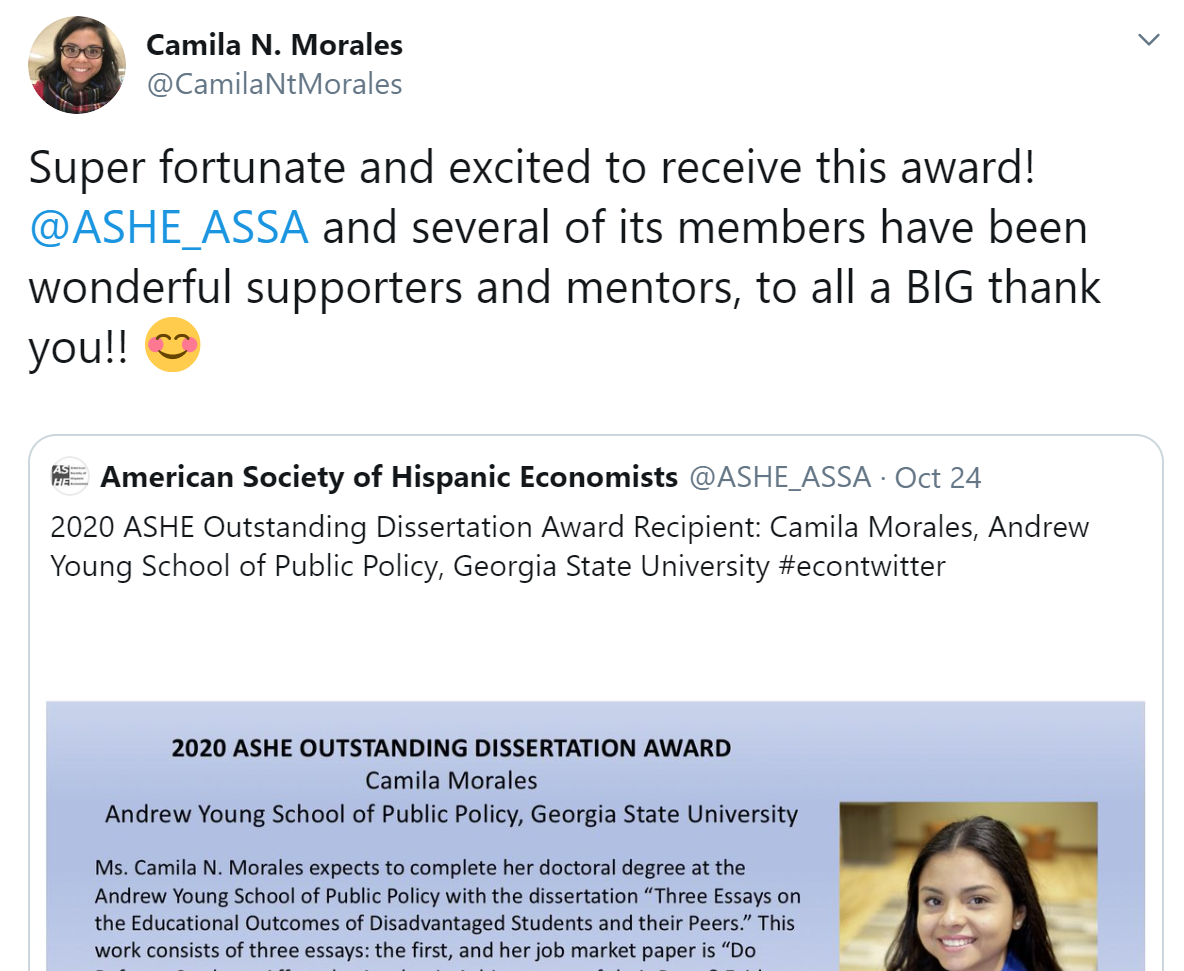 Camila N. Morales
@CamilaNtMorales
Super fortunate and excited to receive this award!
@ASHE_ASSA and several of its members have been
wonderful supporters and mentors, to all a BIG thank
you!! 😊
American Society of Hispanic Economists @ASHE_ASSA · Oct 24
2020 ASHE Outstanding Dissertation Award Recipient: Camila Morales, Andrew
Young School of Public Policy, Georgia State University #econtwitter
2020 ASHE OUTSTANDING DISSERTATION AWARD
Camila Morales
Andrew Young School of Public Policy, Georgia State University
Ms. Camila N. Morales expects to complete her doctoral degree at the
Andrew Young School of Public Policy with the dissertation “Three Essays on
the Educational Outcomes of Disadvantaged Students and their Peers.” This
work consists of three essays: the first, and her job market paper is “Do